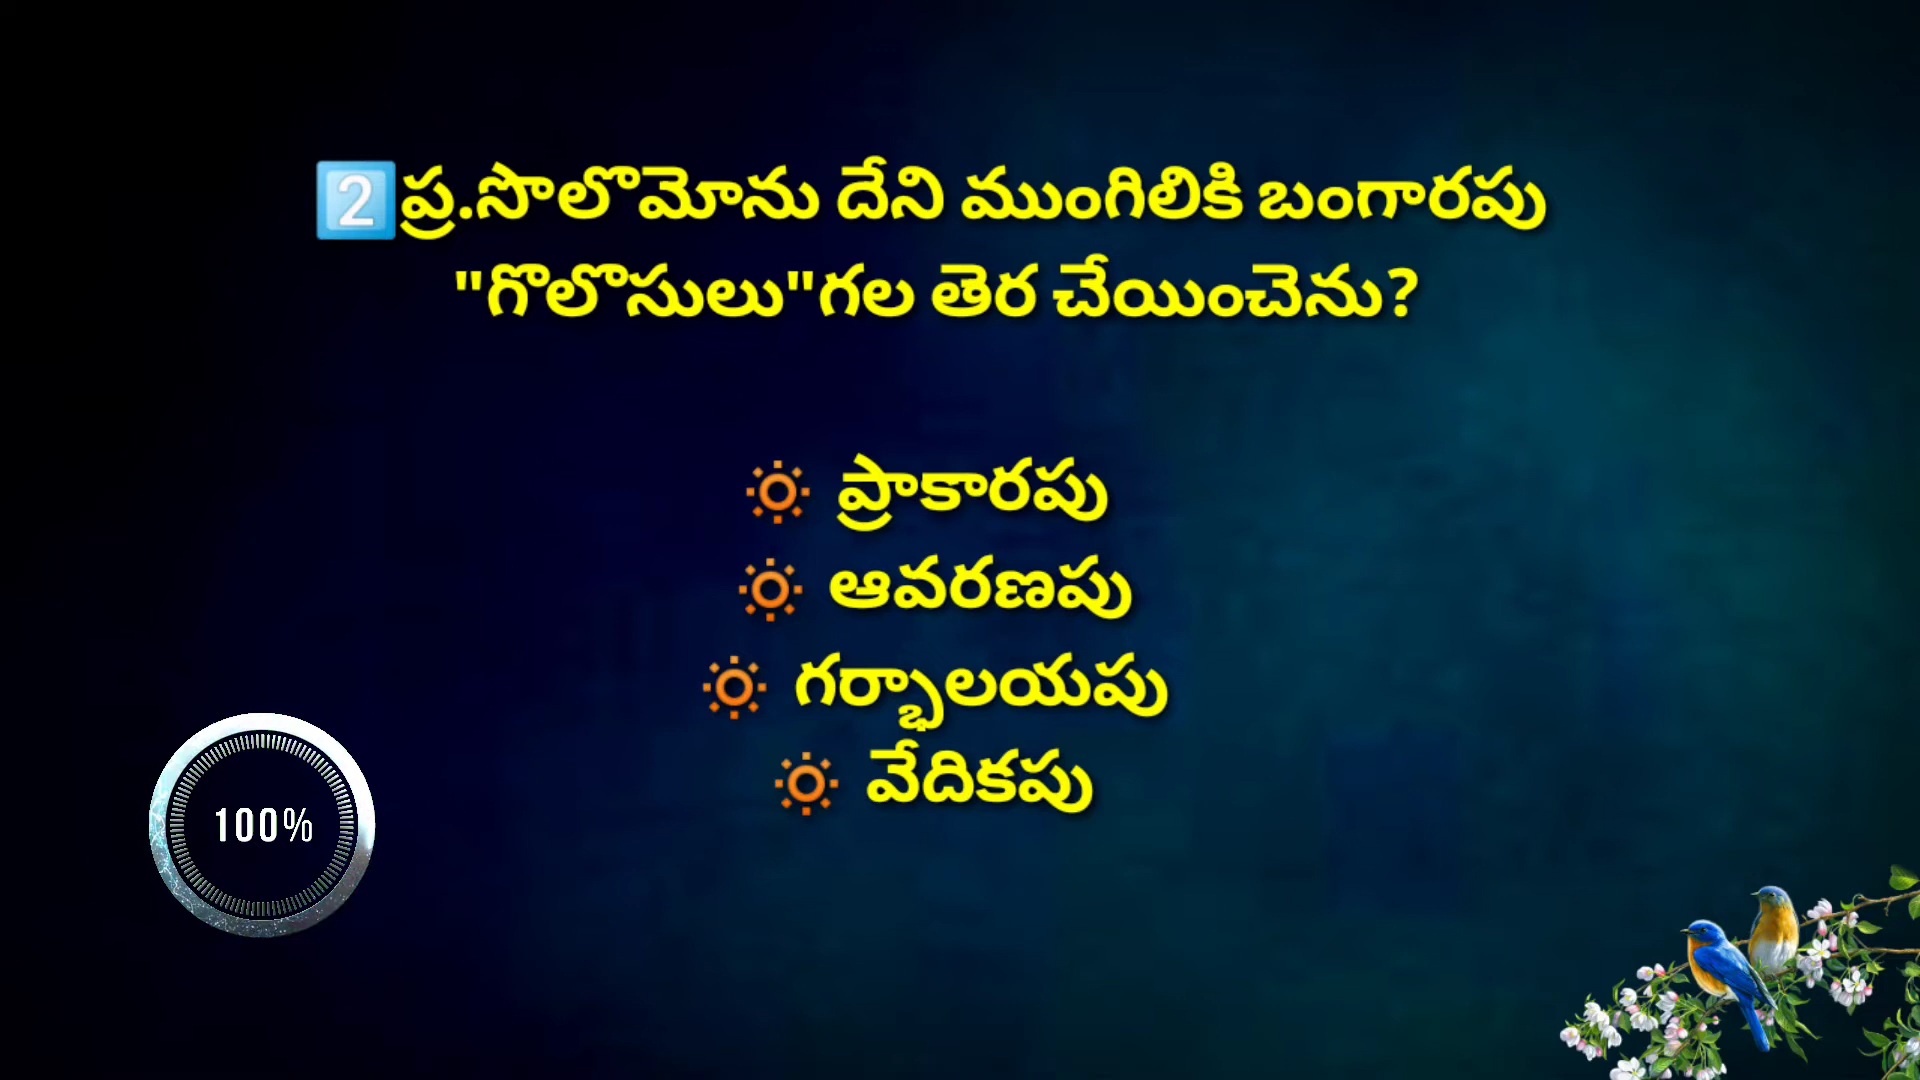 2️⃣ప్ర.సొలొమోను దేని ముంగిలికి బంగారపు
"గొలొసులు"గల తెర చేయించెను?
🔅 ప్రాకారపు
🔅 ఆవరణపు
🔅 గర్భాలయపు
🔅 వేదికపు
100%